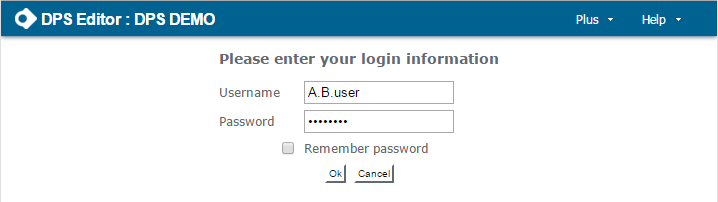 DPS Editor : DPS DEMO Plus Help
Please enter your login information
Username A.B.user
Password ••••••••
Remember password
Ok Cancel